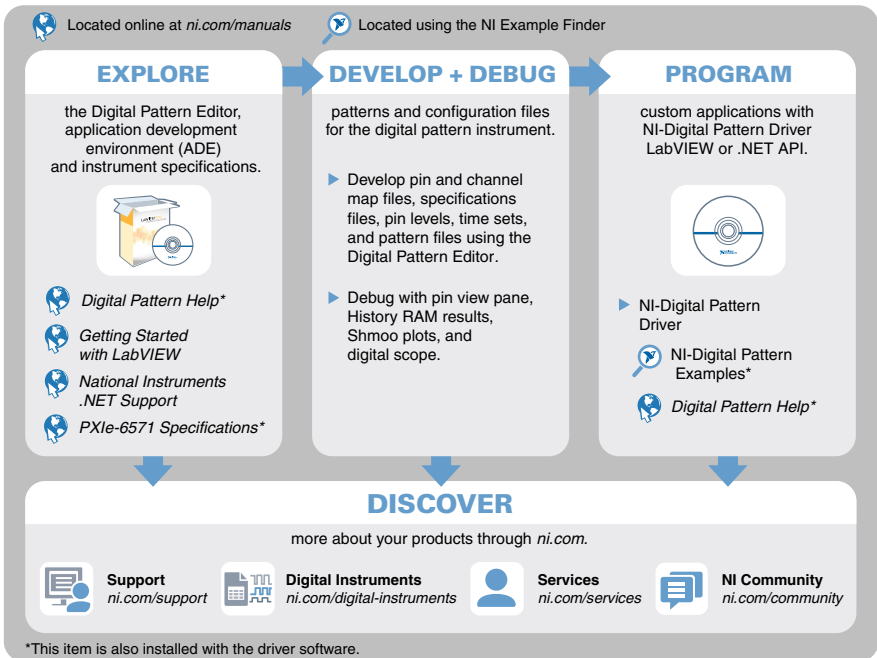 Located online at ni.com/manuals
Located using the NI Example Finder
EXPLORE
the Digital Pattern Editor,
application development
environment (ADE)
and instrument specifications.
Digital Pattern Help*
Getting Started
with LabVIEW
National Instruments
.NET Support
PXIe-6571 Specifications*
DEVELOP + DEBUG
patterns and configuration files
for the digital pattern instrument.
Develop pin and channel
map files, specifications
files, pin levels, time sets,
and pattern files using the
Digital Pattern Editor.
Debug with pin view pane,
History RAM results,
Shmoo plots, and
digital scope.
PROGRAM
custom applications with
NI-Digital Pattern Driver
LabVIEW or .NET API.
NI-Digital Pattern
Driver
NI-Digital Pattern
Examples*
Digital Pattern Help*
DISCOVER
more about your products through ni.com.
Support
ni.com/support
Digital Instruments
ni.com/digital-instruments
Services
ni.com/services
NI Community
ni.com/community
*This item is also installed with the driver software.